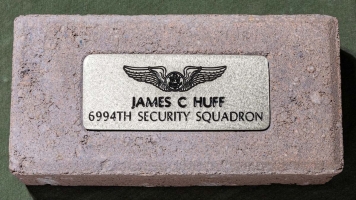 JAMES C HUFF
6994TH SECURITY SQUADRON